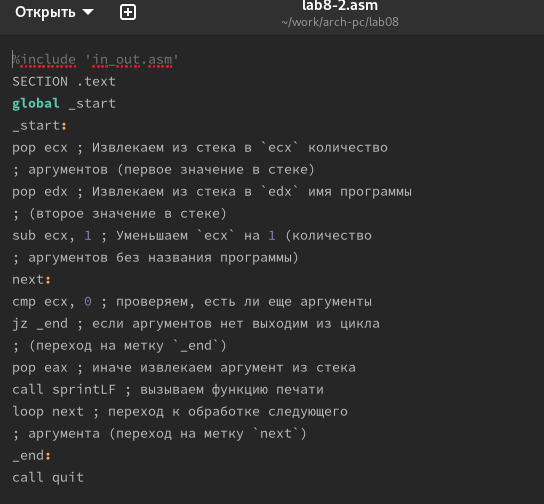 Открыть
lab8-2.asm
~/work/arch-pc/lab08
%include 'in_out.asm'
SECTION .text
global _start
_start:
pop ecx ; Извлекаем из стека в `ecx` количество
; аргументов (первое значение в стеке)
pop edx ; Извлекаем из стека в `edx` имя программы
; (второе значение в стеке)
sub ecx, 1 ; Уменьшаем `ecx` на 1 (количество
; аргументов без названия программы)
next:
cmp ecx, 0 ; проверяем, есть ли еще аргументы
jz _end ; если аргументов нет выходим из цикла
; (переход на метку `_end`)
pop eax ; иначе извлекаем аргумент из стека
call sprintLF ; вызываем функцию печати
loop next ; переход к обработке следующего
; аргумента (переход на метку `next`)
_end:
call quit